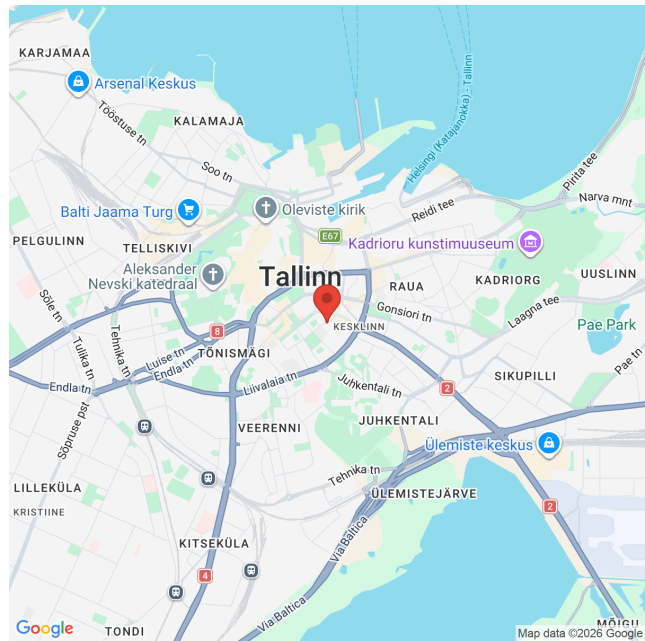 KARJAMAA
Arsenal Keskus
Tööstuse tn
KALAMAJA
Soo tn
Helsingi (Katajanokka) - Tallinn
Pirita tee
Narva mnt
Balti Jaama Turg
Oleviste kirik
Reidi tee
E67
PELGULINN
TELLISKIVI
Kadrioru kunstimuuseum
Aleksander
Nevski katedraal
Tallinn
RAUA
KADRIORG
UUSLINN
Sõle tn
Gonsiori tn
Laagna tee
Pae Park
KESKLINN
8
Tulika tn
Tehnika tn
Luise tn
TÕNISMÄGI
Endla tn
Endla tn
Liivalaia tn
Juhkentali tn
2
SIKUPILLI
Pae tn
Sõpruse pst
VEERENNI
JUHKENTALI
Ülemiste keskus
Tehnika tn
LILLEKÜLA
ÜLEMISTEJÄRVE
KRISTIINE
2
Via Baltica
KITSEKÜLA
4
Via Baltica
MÕIGU
TONDI
Google
Map data ©2026 Google